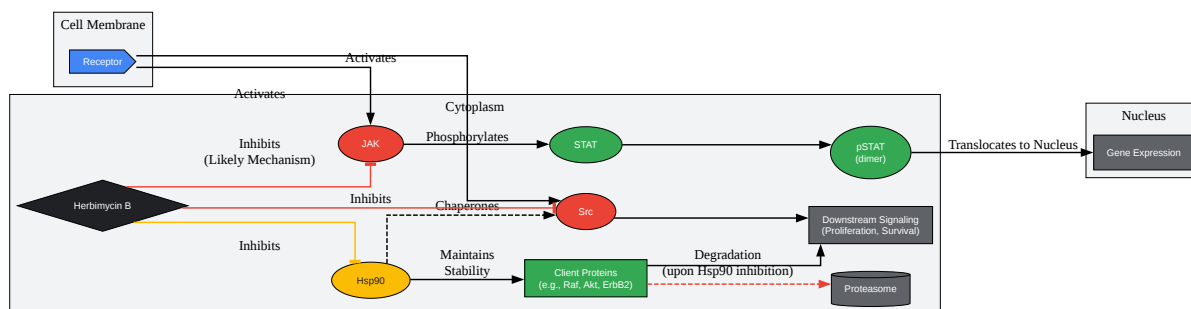 Cell Membrane
Receptor
Activates
Activates
Cytoplasm
Nucleus
JAK
Phosphorylates
STAT
pSTAT
(dimer)
Translocates to Nucleus
Gene Expression
Inhibits
(Likely Mechanism)
Herbimycin B
Inhibits
Chaperones
Src
Downstream Signaling
(Proliferation, Survival)
Inhibits
Hsp90
Maintains
Stability
Client Proteins
(e.g., Raf, Akt, ErbB2)
Degradation
(upon Hsp90 inhibition)
Proteasome